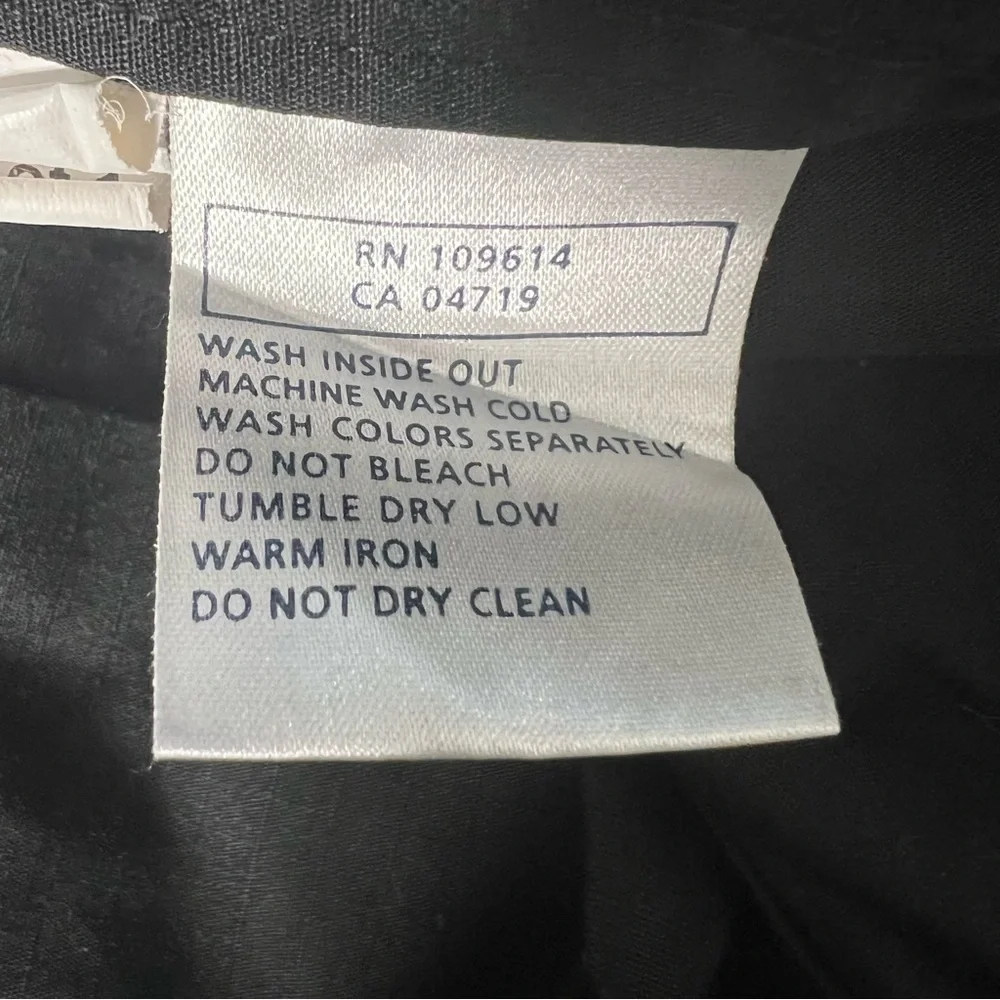 RN 109614
CA 04719
WASH INSIDE OUT
MACHINE WASH COLD
WASH COLORS SEPARATELY
DO NOT BLEACH
TUMBLE DRY LOW
WARM IRON
DO NOT DRY CLEAN